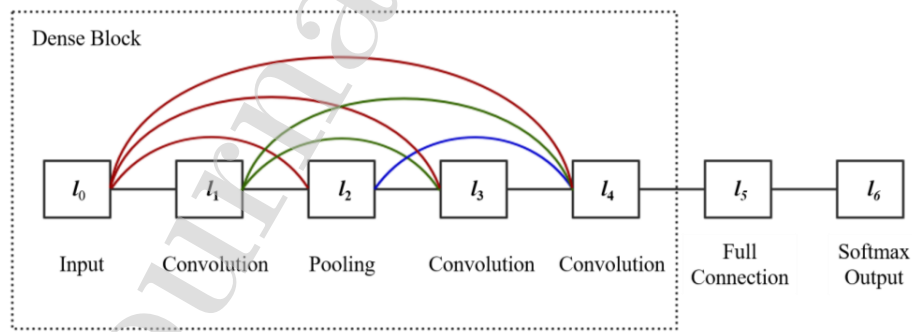 Dense Block
l0
l1
l2
l3
l4
l5
l6
Input
Convolution
Pooling
Convolution
Convolution
Full
Connection
Softmax
Output